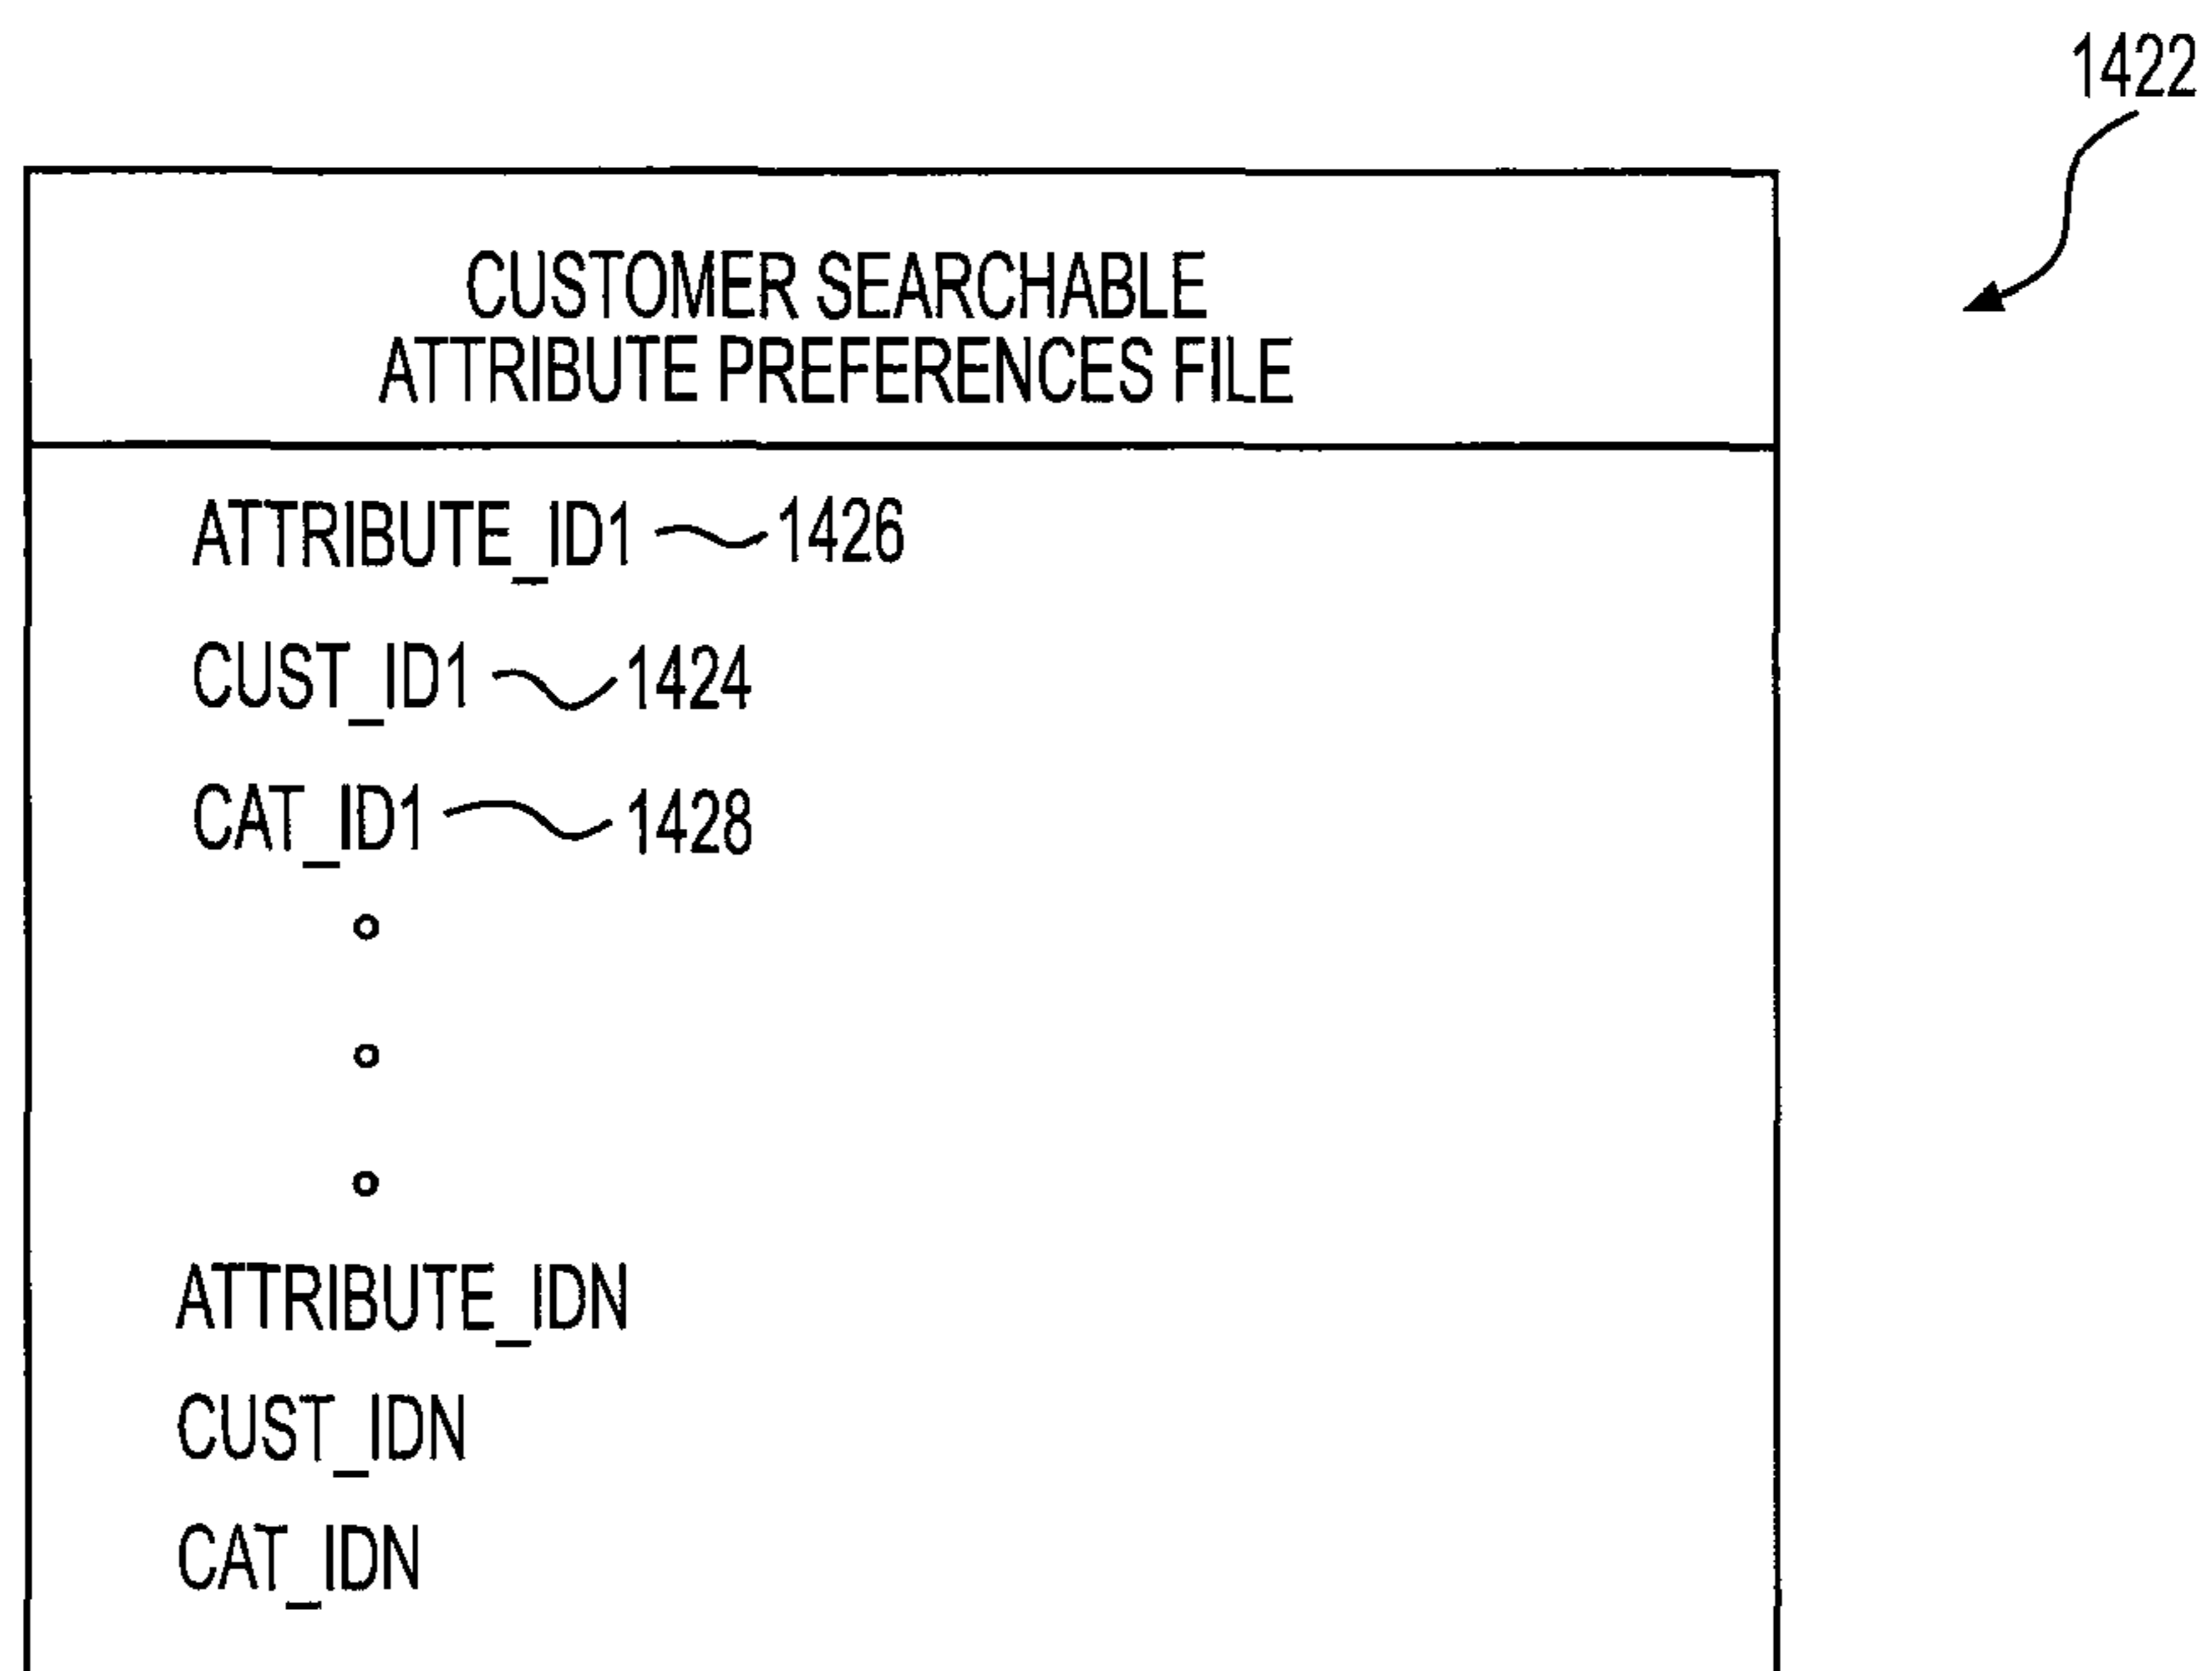 1422
CUSTOMER SEARCHABLE
ATTRIBUTE PREFERENCES FILE
ATTRIBUTE_ID1 1426
CUST_ID1 1424
CAT_ID1 1428
ATTRIBUTE_IDN
CUST_IDN
CAT_IDN